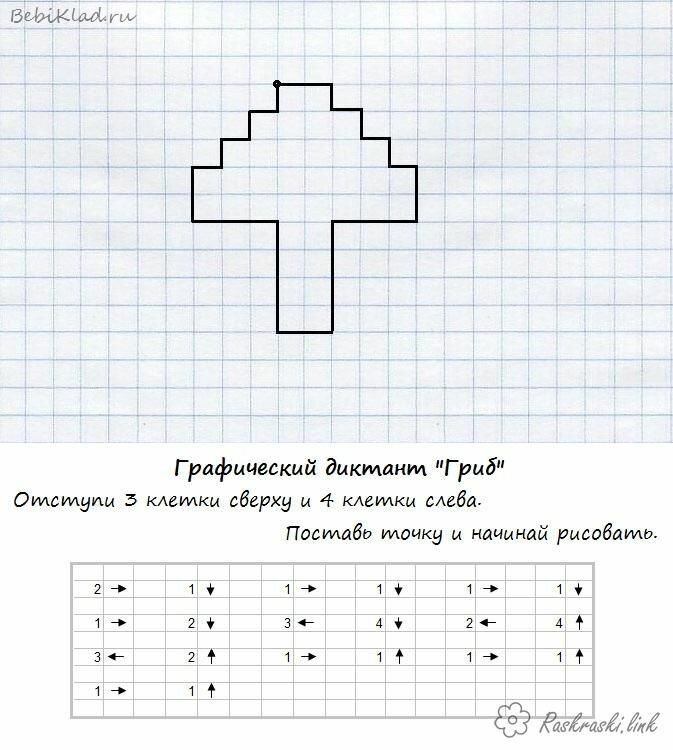 BebiKlad.ru
Графический диктант "Гриб"
Отступи 3 клетки сверху и 4 клетки слева.
Поставь точку и начинай рисовать.
2 → 1 ↓ 1 → 1 ↓ 1 → 1 ↓
1 → 2 ↓ 3 ← 4 ↓ 2 ← 4 ↑
3 ← 2 ↑ 1 → 1 ↑ 1 → 1 ↑
1 → 1 ↑
Raskraski.link